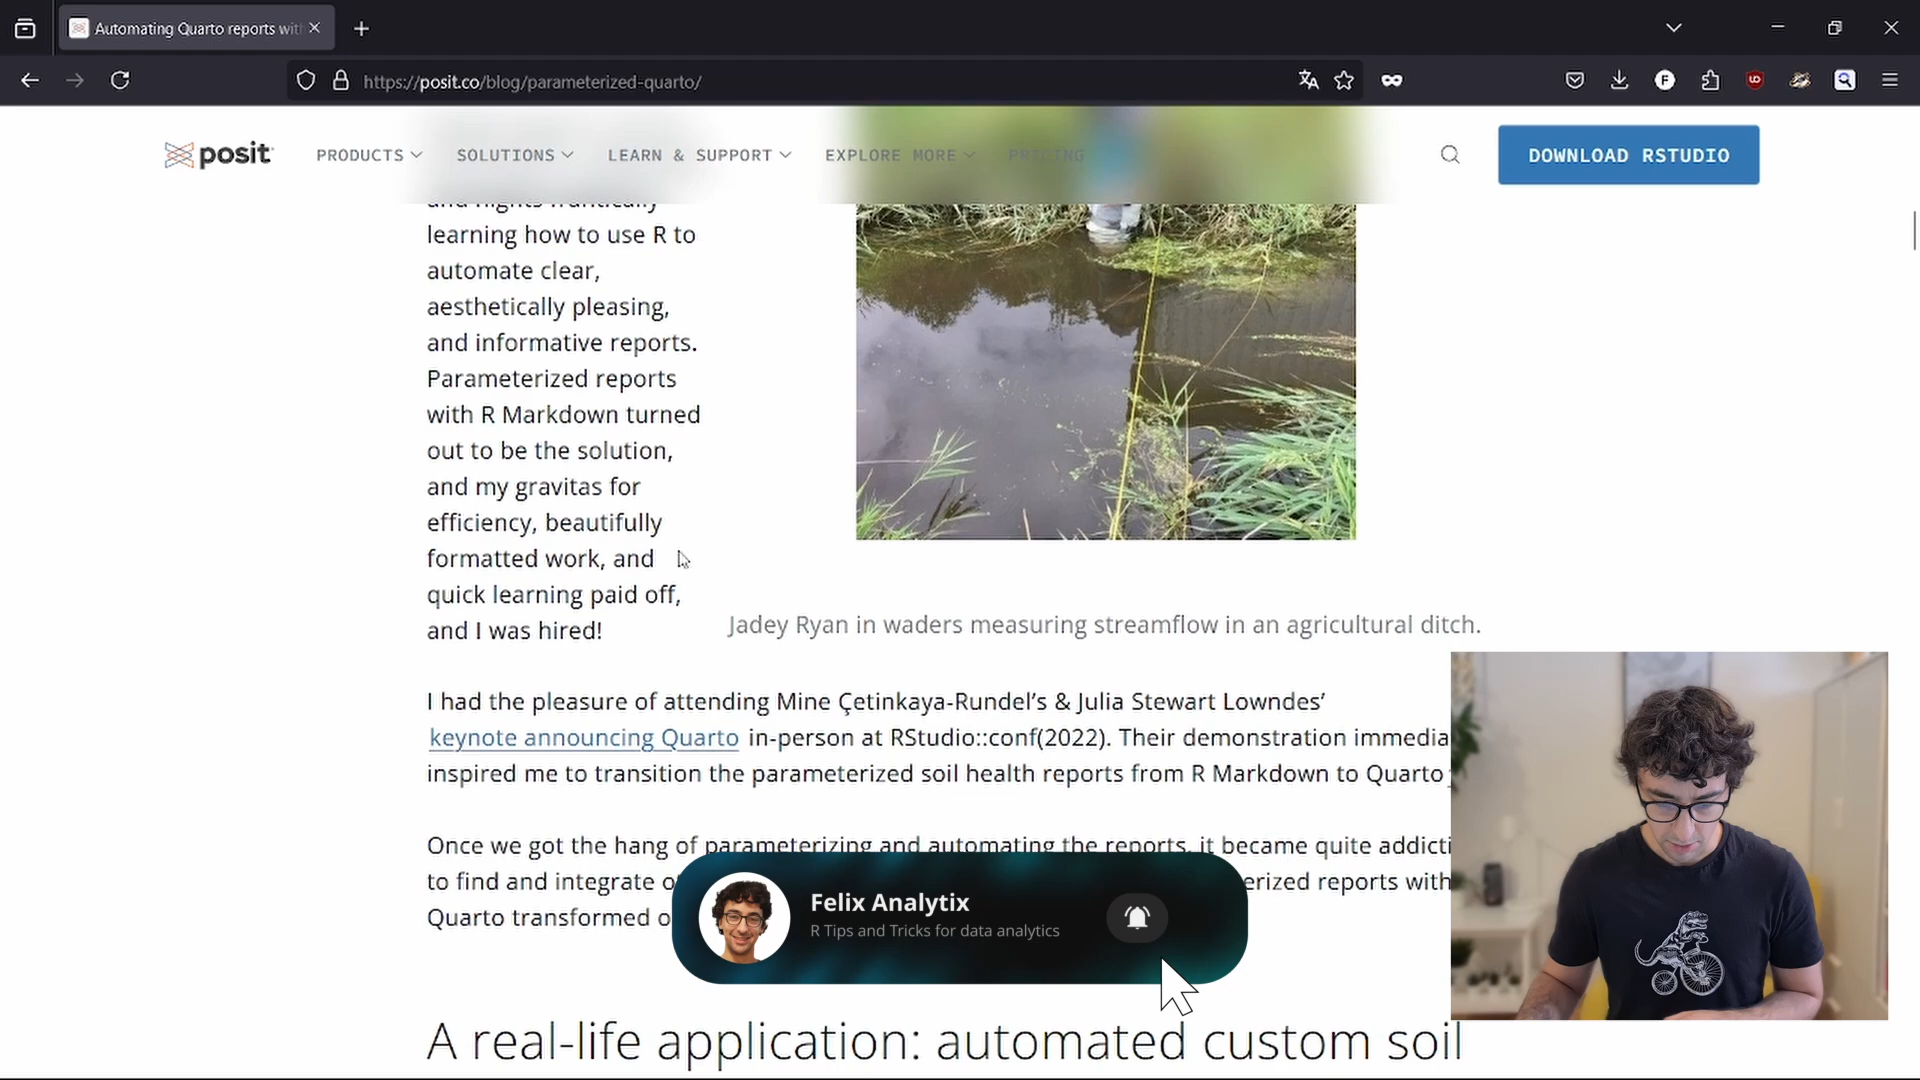 Automating Quarto reports wit
https://posit.co/blog/parameterized-quarto/
F
posit
PRODUCTS
SOLUTIONS
LEARN & SUPPORT
EXPLORE MORE
PRICING
DOWNLOAD RSTUDIO
and nights frantically
learning how to use R to
automate clear,
aesthetically pleasing,
and informative reports.
Parameterized reports
with R Markdown turned
out to be the solution,
and my gravitas for
efficiency, beautifully
formatted work, and
quick learning paid off,
and I was hired!
Jadey Ryan in waders measuring streamflow in an agricultural ditch.
I had the pleasure of attending Mine Çetinkaya-Rundel’s & Julia Stewart Lowndes’
keynote announcing Quarto in-person at RStudio::conf(2022). Their demonstration immedia
inspired me to transition the parameterized soil health reports from R Markdown to Quarto
Once we got the hang of parameterizing and automating the reports, it became quite addicti
to find and integrate o erized reports with
Quarto transformed o
Felix Analytix
R Tips and Tricks for data analytics
A real-life application: automated custom soil